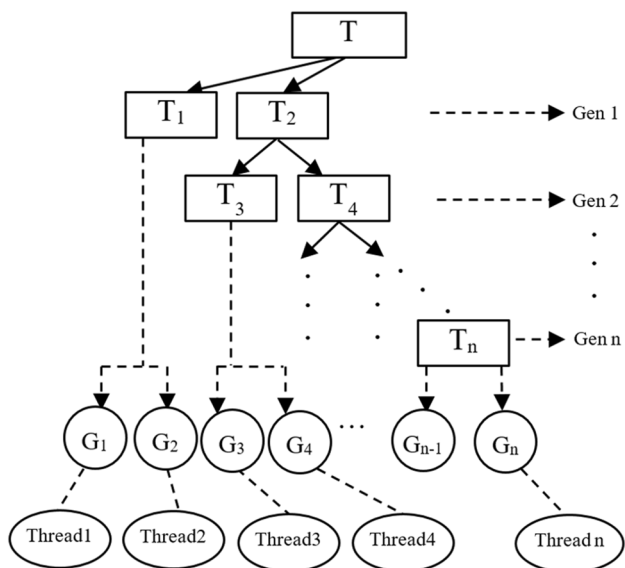 T
T1 T2 Gen 1
T3 T4 Gen 2
Tn Gen n
G1 G2 G3 G4 ... Gn-1 Gn
Thread1 Thread2 Thread3 Thread4 Thread n